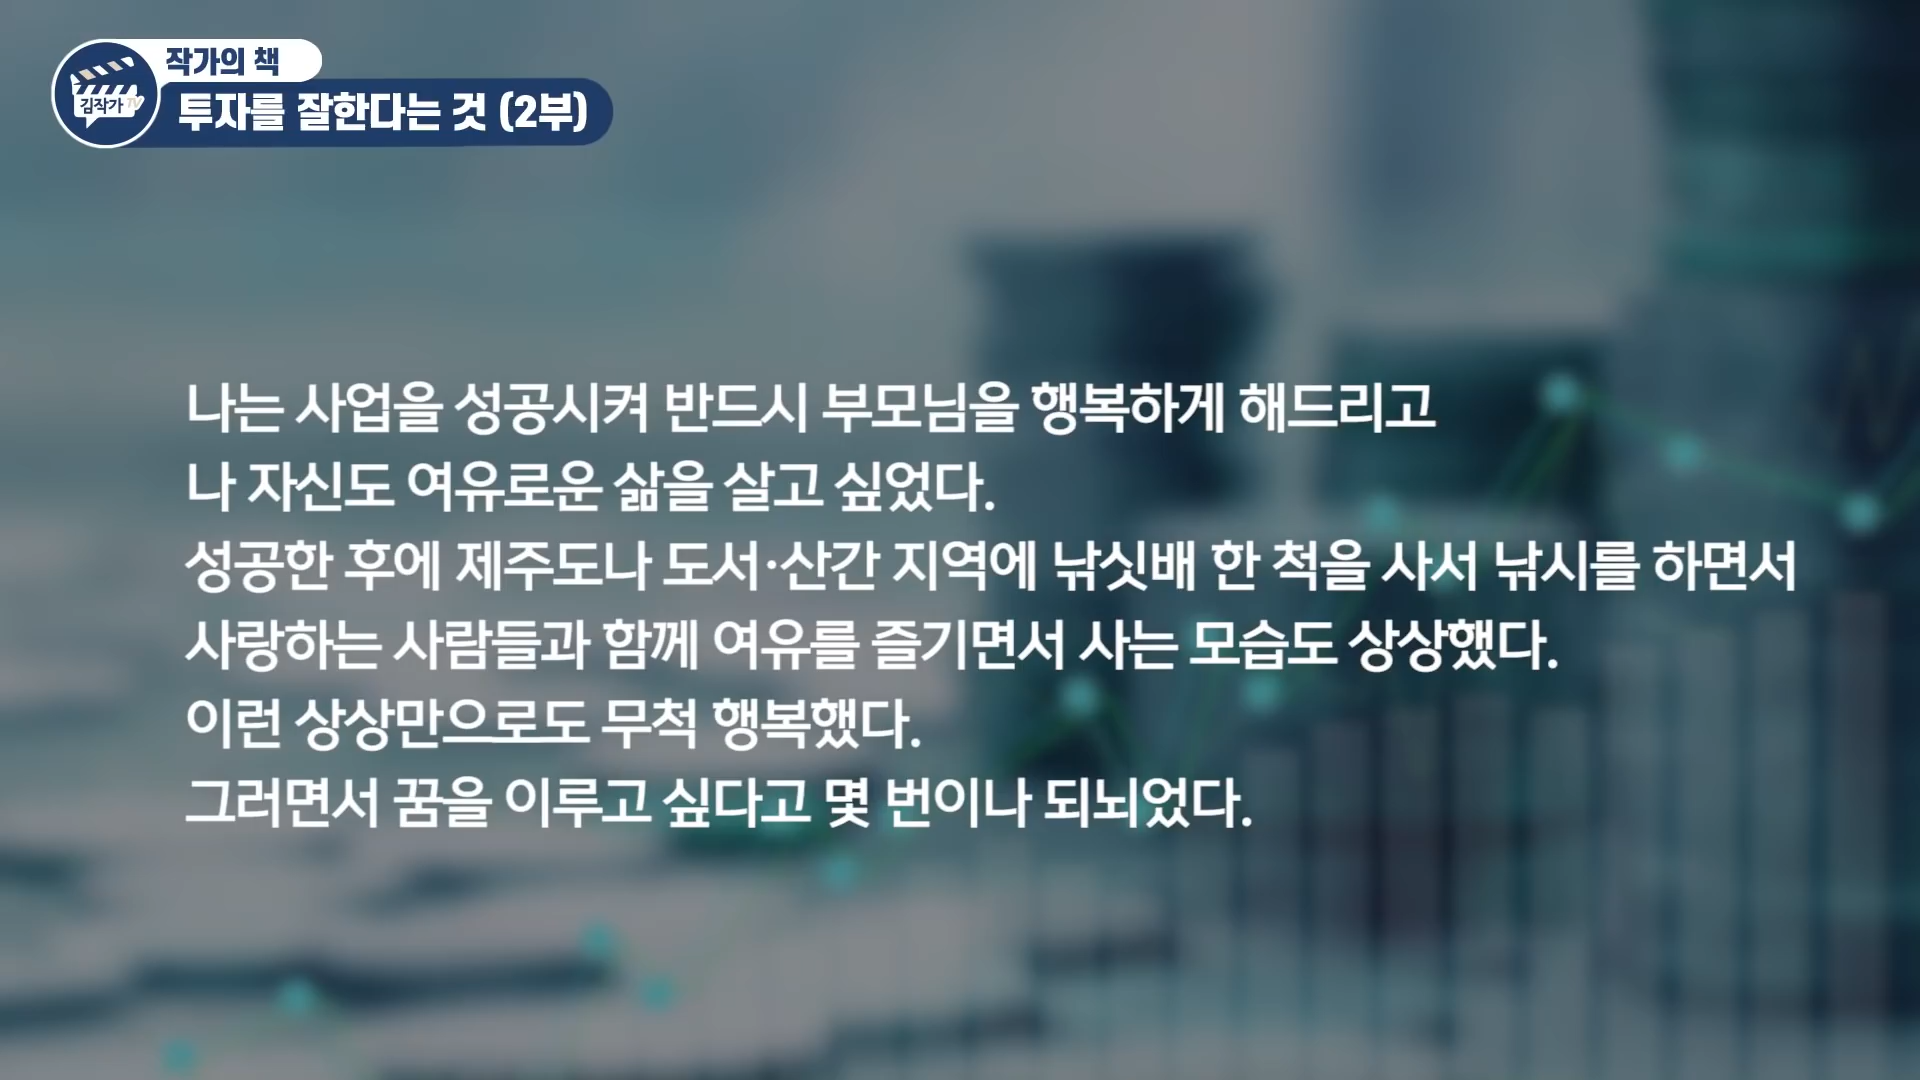 작가의 책
김작가 TV
투자를 잘한다는 것 (2부)
나는 사업을 성공시켜 반드시 부모님을 행복하게 해드리고
나 자신도 여유로운 삶을 살고 싶었다.
성공한 후에 제주도나 도서·산간 지역에 낚싯배 한 척을 사서 낚시를 하면서
사랑하는 사람들과 함께 여유를 즐기면서 사는 모습도 상상했다.
이런 상상만으로도 무척 행복했다.
그러면서 꿈을 이루고 싶다고 몇 번이나 되뇌었다.